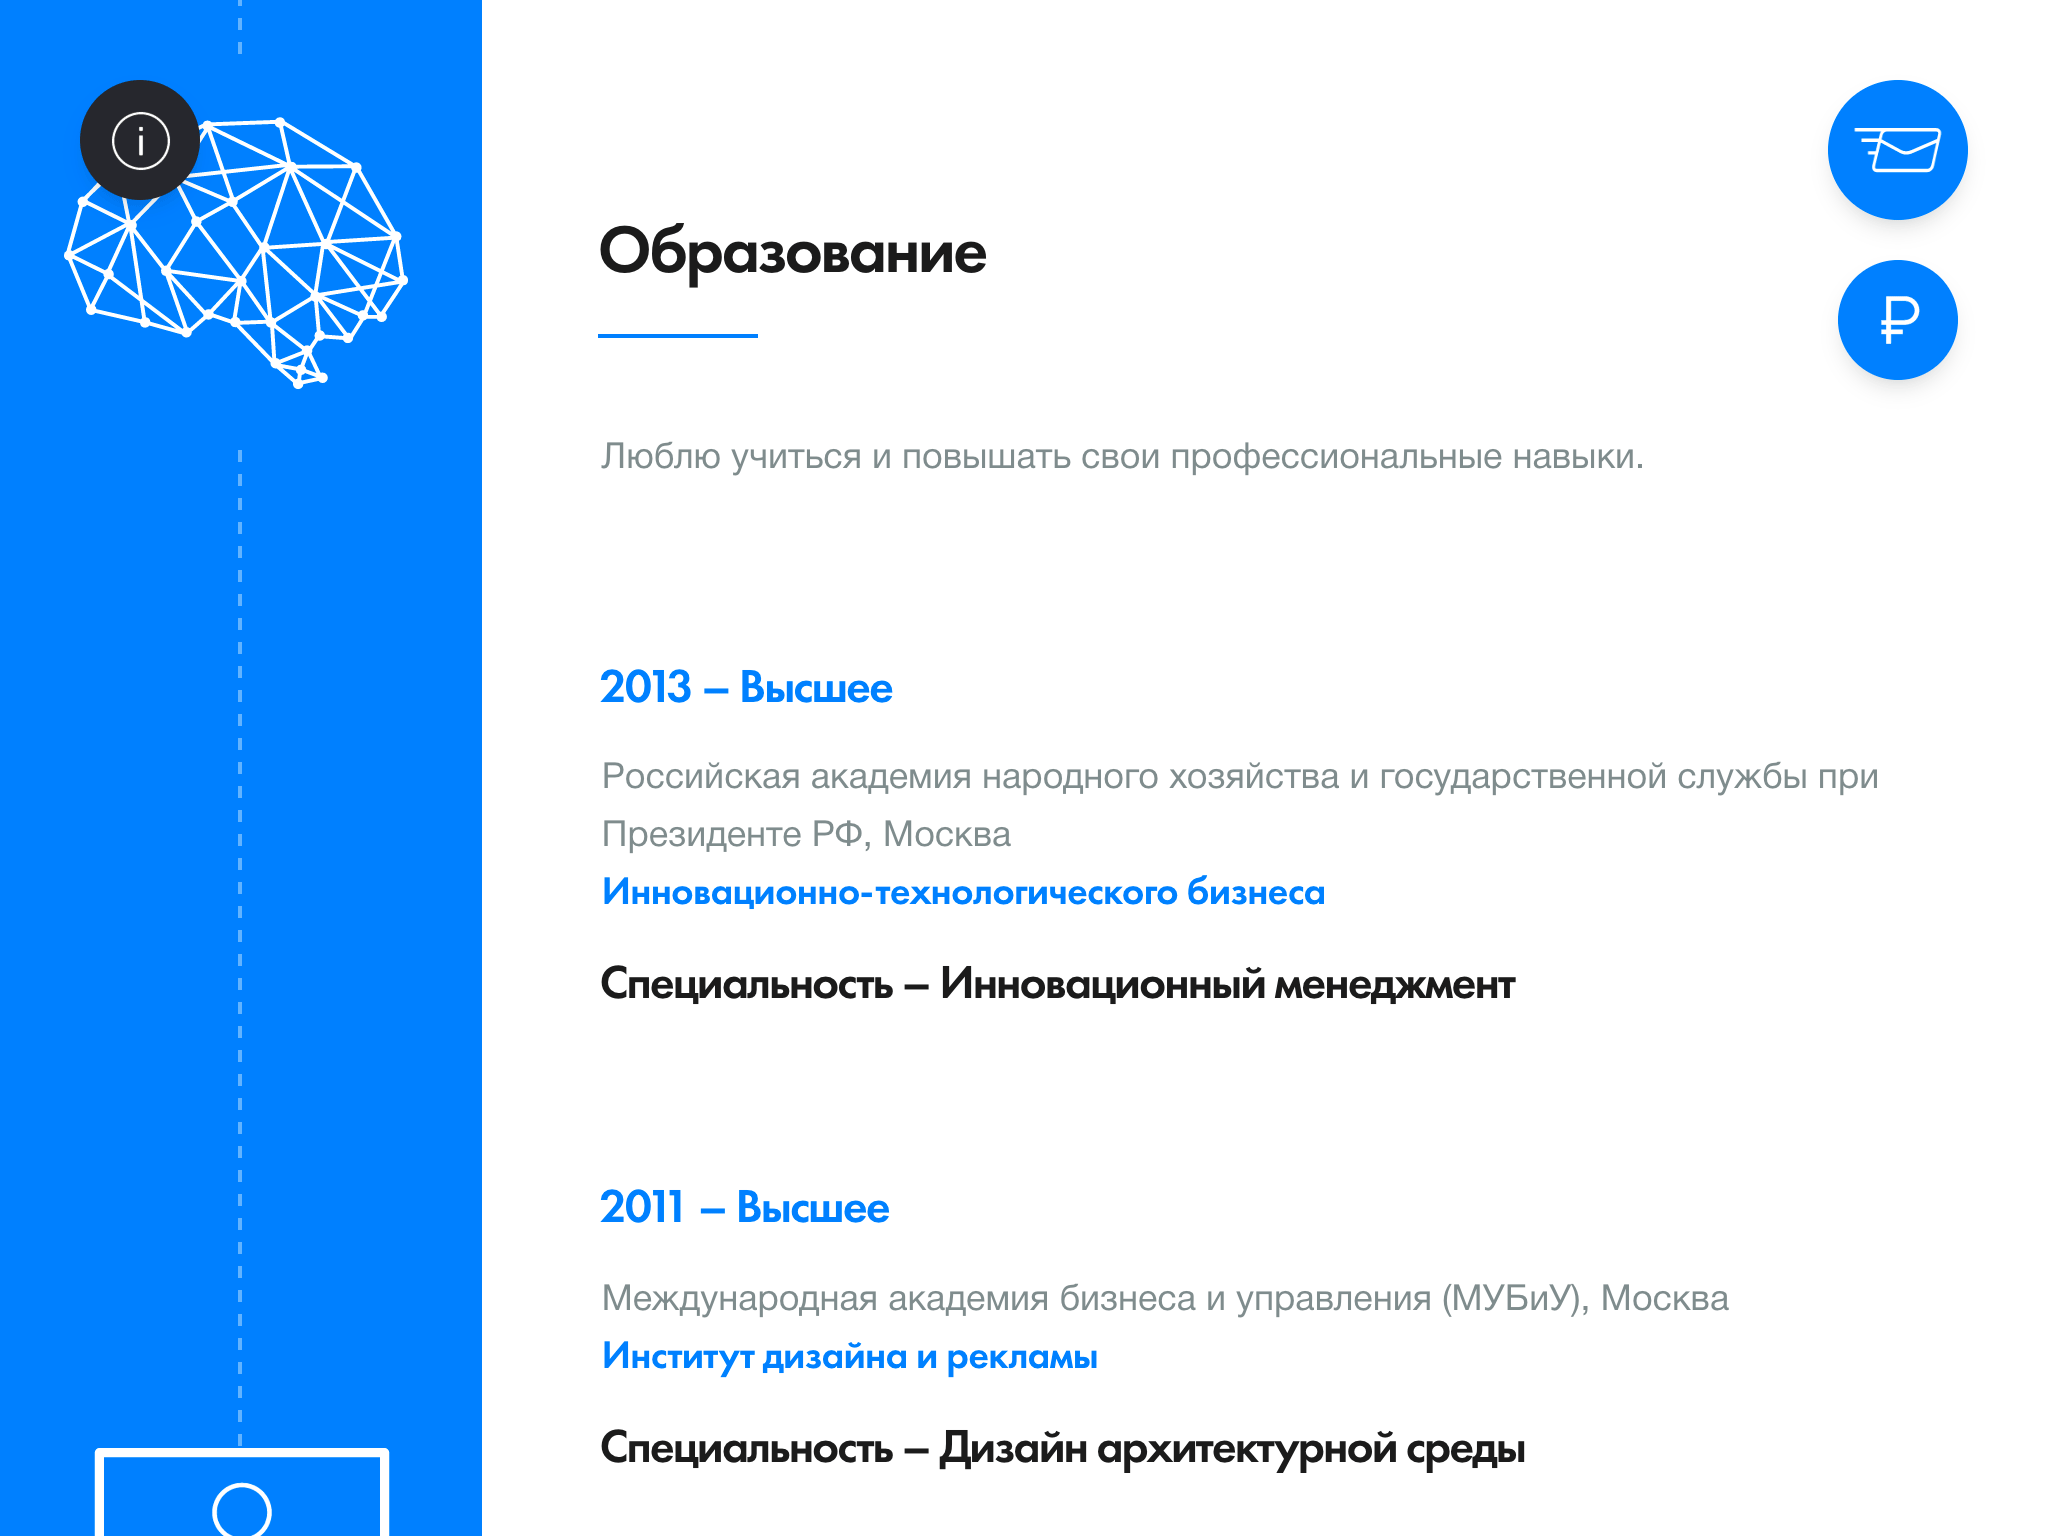 Образование
Люблю учиться и повышать свои профессиональные навыки.
2013 – Высшее
Российская академия народного хозяйства и государственной службы при
Президенте РФ, Москва
Инновационно-технологического бизнеса
Специальность – Инновационный менеджмент
2011 – Высшее
Международная академия бизнеса и управления (МУБиУ), Москва
Институт дизайна и рекламы
Специальность – Дизайн архитектурной среды